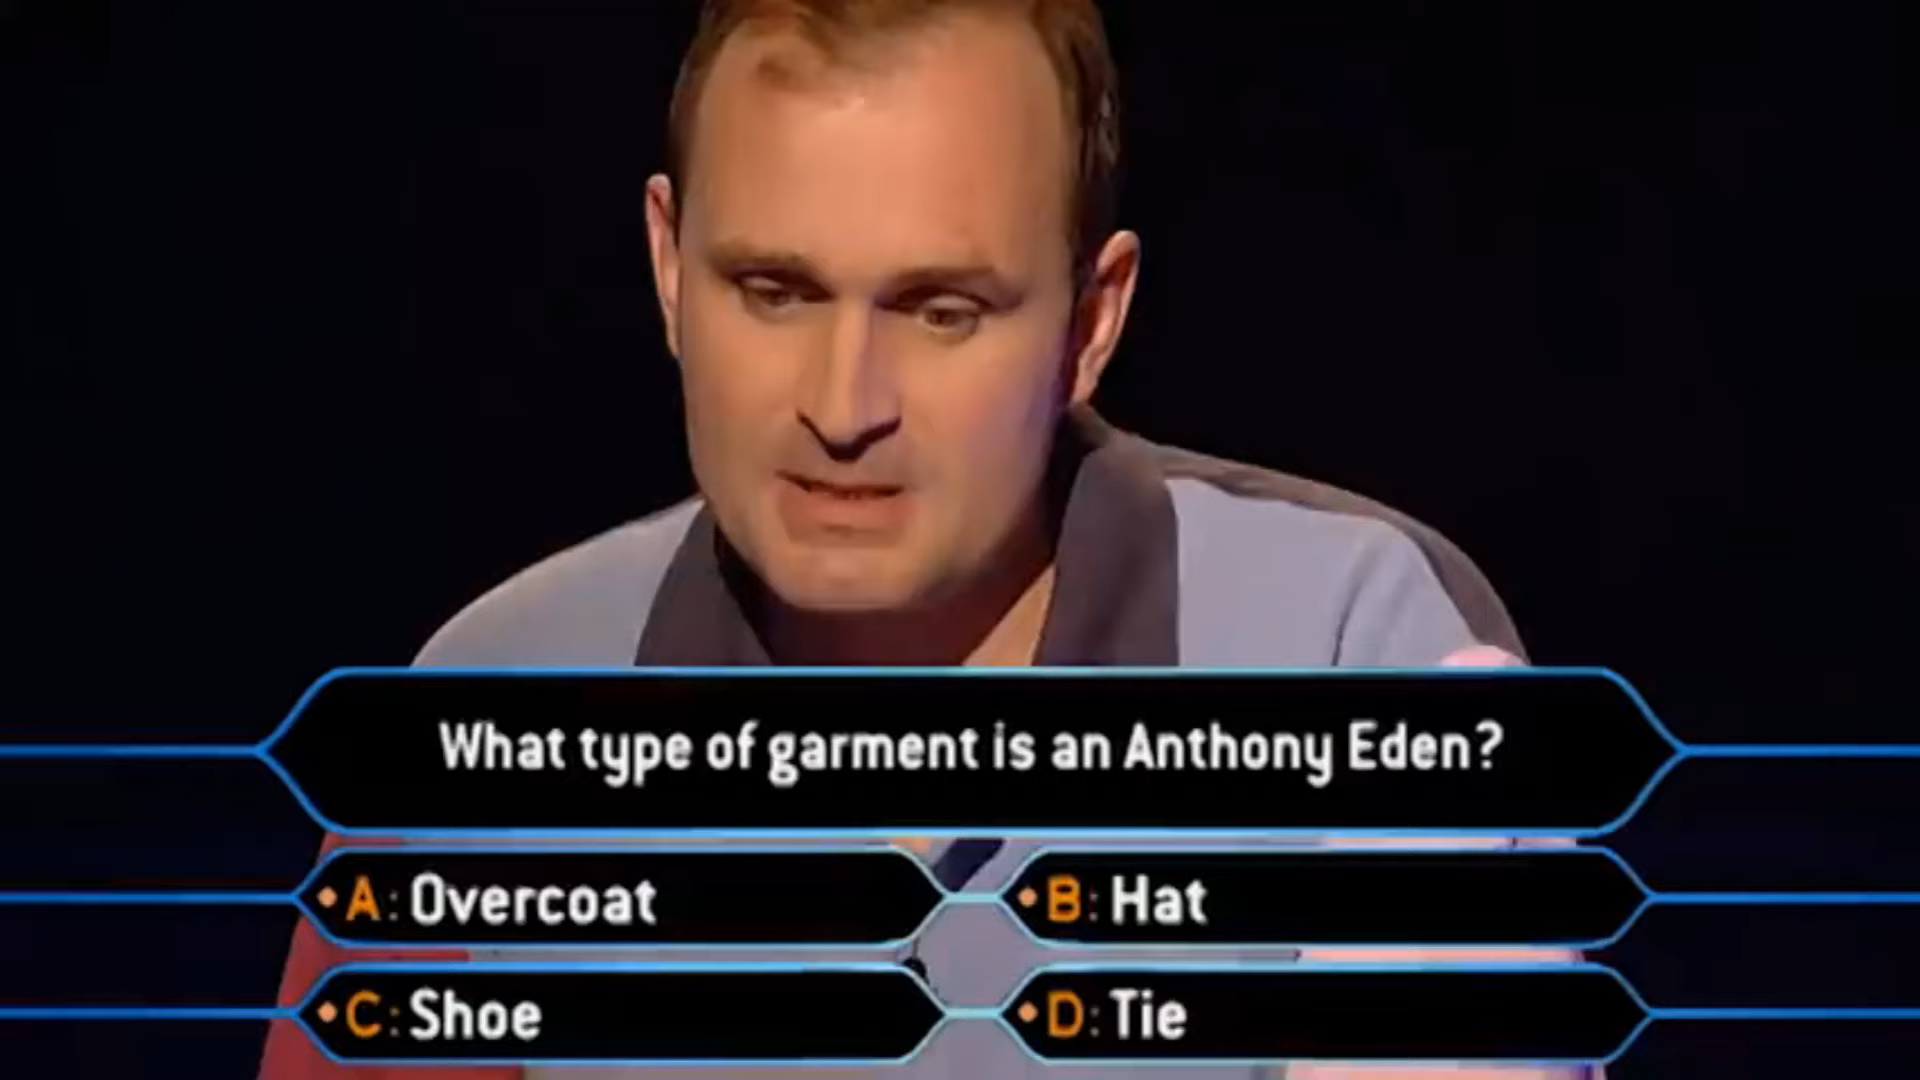 What type of garment is an Anthony Eden?
A: Overcoat
B: Hat
C: Shoe
D: Tie